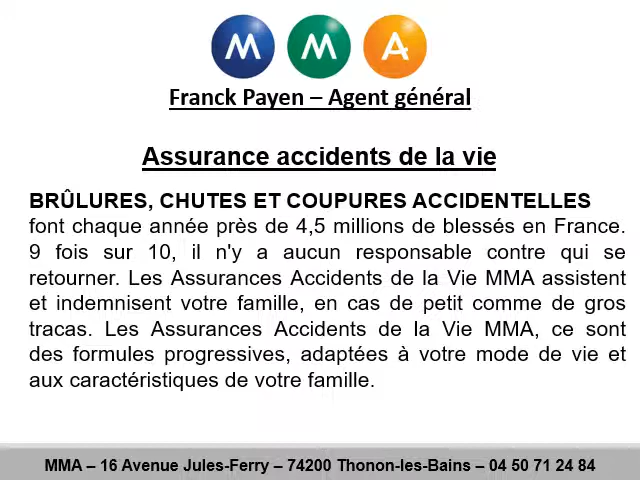 M M A
Franck Payen – Agent général
Assurance accidents de la vie
BRÛLURES, CHUTES ET COUPURES ACCIDENTELLES
font chaque année près de 4,5 millions de blessés en France.
9 fois sur 10, il n'y a aucun responsable contre qui se
retourner. Les Assurances Accidents de la Vie MMA assistent
et indemnisent votre famille, en cas de petit comme de gros
tracas. Les Assurances Accidents de la Vie MMA, ce sont
des formules progressives, adaptées à votre mode de vie et
aux caractéristiques de votre famille.
MMA – 16 Avenue Jules-Ferry – 74200 Thonon-les-Bains – 04 50 71 24 84